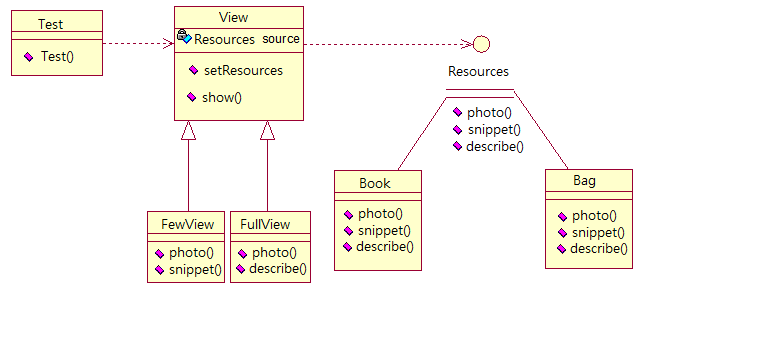 Test
Test()
View
Resources source
setResources
show()
Resources
photo()
snippet()
describe()
FewView
photo()
snippet()
FullView
photo()
describe()
Book
photo()
snippet()
describe()
Bag
photo()
snippet()
describe()